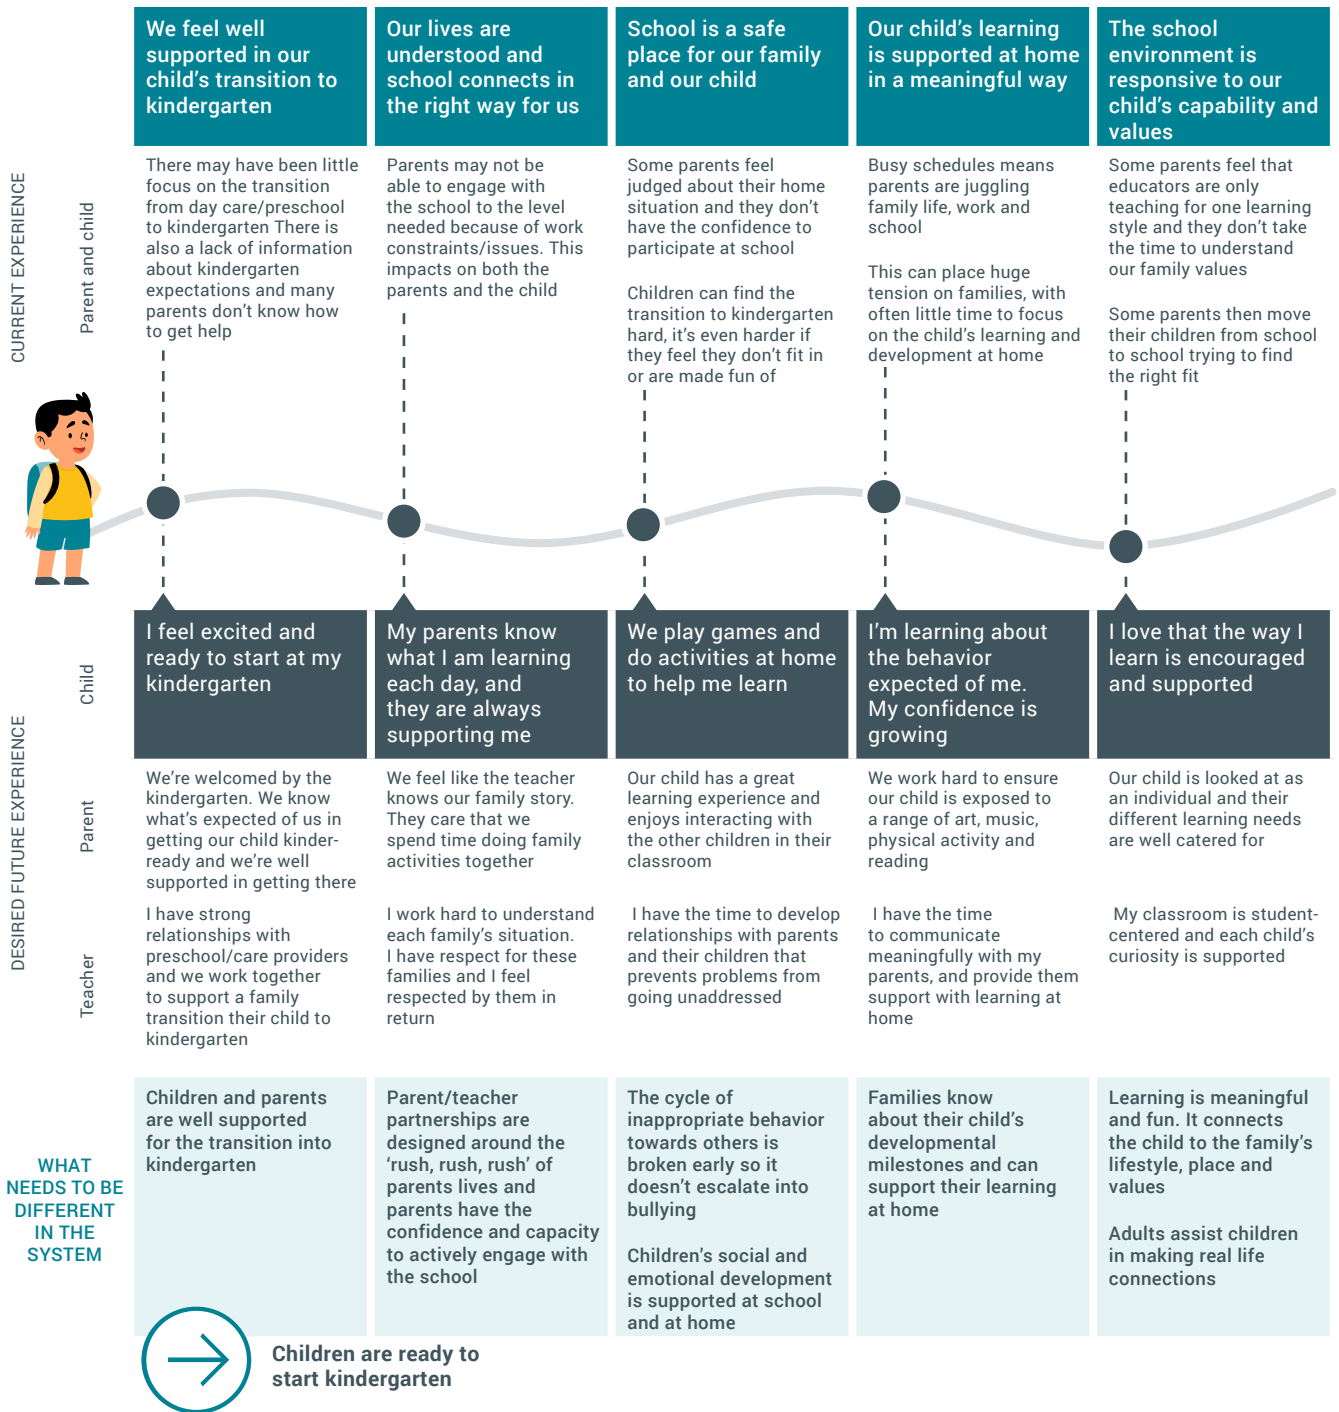 We feel well
supported in our
child's transition to
kindergarten
Our lives are
understood and
school connects in
the right way for us
School is a safe
place for our family
and our child
Our child's learning
is supported at home
in a meaningful way
The school
environment is
responsive to our
child's capability and
values
CURRENT EXPERIENCE
Parent and child
There may have been little
focus on the transition
from day care/preschool
to kindergarten There is
also a lack of information
about kindergarten
expectations and many
parents don't know how
to get help
Parents may not be
able to engage with
the school to the level
needed because of work
constraints/issues. This
impacts on both the
parents and the child
Some parents feel
judged about their home
situation and they don't
have the confidence to
participate at school
Children can find the
transition to kindergarten
hard, it's even harder if
they feel they don't fit in
or are made fun of
Busy schedules means
parents are juggling
family life, work and
school
This can place huge
tension on families, with
often little time to focus
on the child's learning and
development at home
Some parents feel that
educators are only
teaching for one learning
style and they don't take
the time to understand
our family values
Some parents then move
their children from school
to school trying to find
the right fit
DESIRED FUTURE EXPERIENCE
Child
I feel excited and
ready to start at my
kindergarten
My parents know
what I am learning
each day, and
they are always
supporting me
We play games and
do activities at home
to help me learn
I'm learning about
the behavior
expected of me.
My confidence is
growing
I love that the way I
learn is encouraged
and supported
Parent
We're welcomed by the
kindergarten. We know
what's expected of us in
getting our child kinder-
ready and we're well
supported in getting there
We feel like the teacher
knows our family story.
They care that we
spend time doing family
activities together
Our child has a great
learning experience and
enjoys interacting with
the other children in their
classroom
We work hard to ensure
our child is exposed to
a range of art, music,
physical activity and
reading
Our child is looked at as
an individual and their
different learning needs
are well catered for
Teacher
I have strong
relationships with
preschool/care providers
and we work together
to support a family
transition their child to
kindergarten
I work hard to understand
each family's situation.
I have respect for these
families and I feel
respected by them in
return
I have the time to develop
relationships with parents
and their children that
prevents problems from
going unaddressed
I have the time
to communicate
meaningfully with my
parents, and provide them
support with learning at
home
My classroom is student-
centered and each child's
curiosity is supported
WHAT
NEEDS TO BE
DIFFERENT
IN THE
SYSTEM
Children and parents
are well supported
for the transition into
kindergarten
Parent/teacher
partnerships are
designed around the
'rush, rush, rush' of
parents lives and
parents have the
confidence and capacity
to actively engage with
the school
The cycle of
inappropriate behavior
towards others is
broken early so it
doesn't escalate into
bullying
Children's social and
emotional development
is supported at school
and at home
Families know
about their child's
developmental
milestones and can
support their learning
at home
Learning is meaningful
and fun. It connects
the child to the family's
lifestyle, place and
values
Adults assist children
in making real life
connections
Children are ready to
start kindergarten